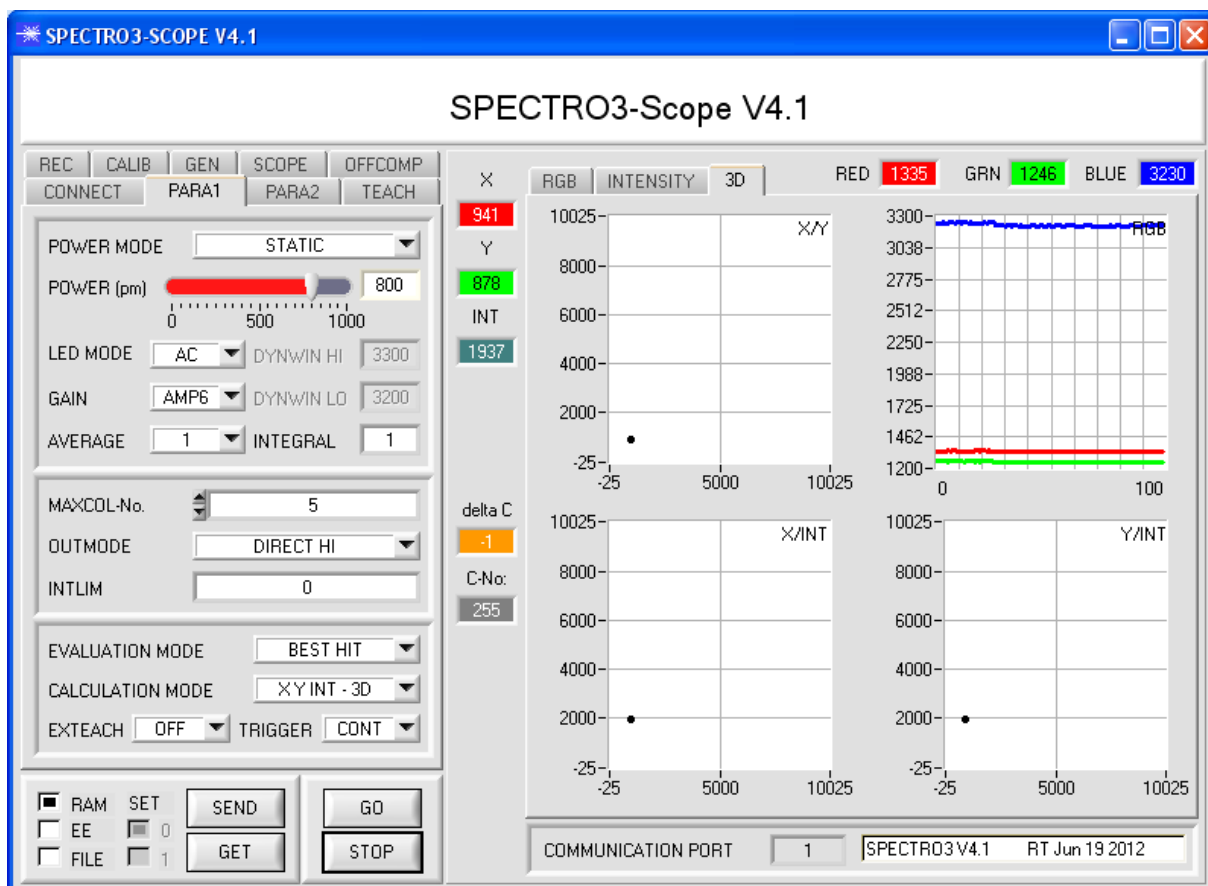 SPECTRO3-SCOPE V4.1
SPECTRO3-Scope V4.1
REC CALIB GEN SCOPE OFFCOMP
CONNECT PARA1 PARA2 TEACH
POWER MODE STATIC
POWER (pm) 800
0 500 1000
LED MODE AC DYNWIN HI 3300
GAIN AMP6 DYNWIN LO 3200
AVERAGE 1 INTEGRAL 1
MAXCOL-No. 5
OUTMODE DIRECT HI
INTLIM 0
EVALUATION MODE BEST HIT
CALCULATION MODE X Y INT - 3D
EXTEACH OFF TRIGGER CONT
RAM SET SEND GO
EE 0
FILE 1 GET STOP
X
941
Y
878
INT
1937
delta C
-1
C-No:
255
RGB INTENSITY 3D RED 1335 GRN 1246 BLUE 3230
X/Y
10025
8000
6000
4000
2000
-25
-25 5000 10025
RGB
3300
3038
2775
2512
2250
1988
1725
1462
1200
0 100
X/INT
10025
8000
6000
4000
2000
-25
-25 5000 10025
Y/INT
10025
8000
6000
4000
2000
-25
-25 5000 10025
COMMUNICATION PORT 1 SPECTRO3 V4.1 RT Jun 19 2012